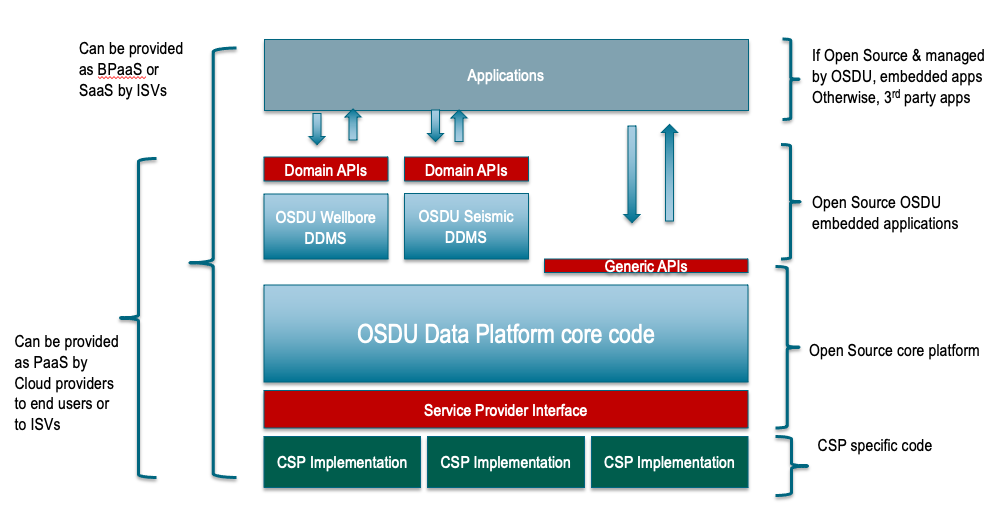 Can be provided
as BPaaS or
SaaS by ISVs
Applications
If Open Source & managed
by OSDU, embedded apps
Otherwise, 3rd party apps
Domain APIs
Domain APIs
OSDU Wellbore
DDMS
OSDU Seismic
DDMS
Open Source OSDU
embedded applications
Generic APIs
Can be provided
as PaaS by
Cloud providers
to end users or
to ISVs
OSDU Data Platform core code
Open Source core platform
Service Provider Interface
CSP Implementation
CSP Implementation
CSP Implementation
CSP specific code